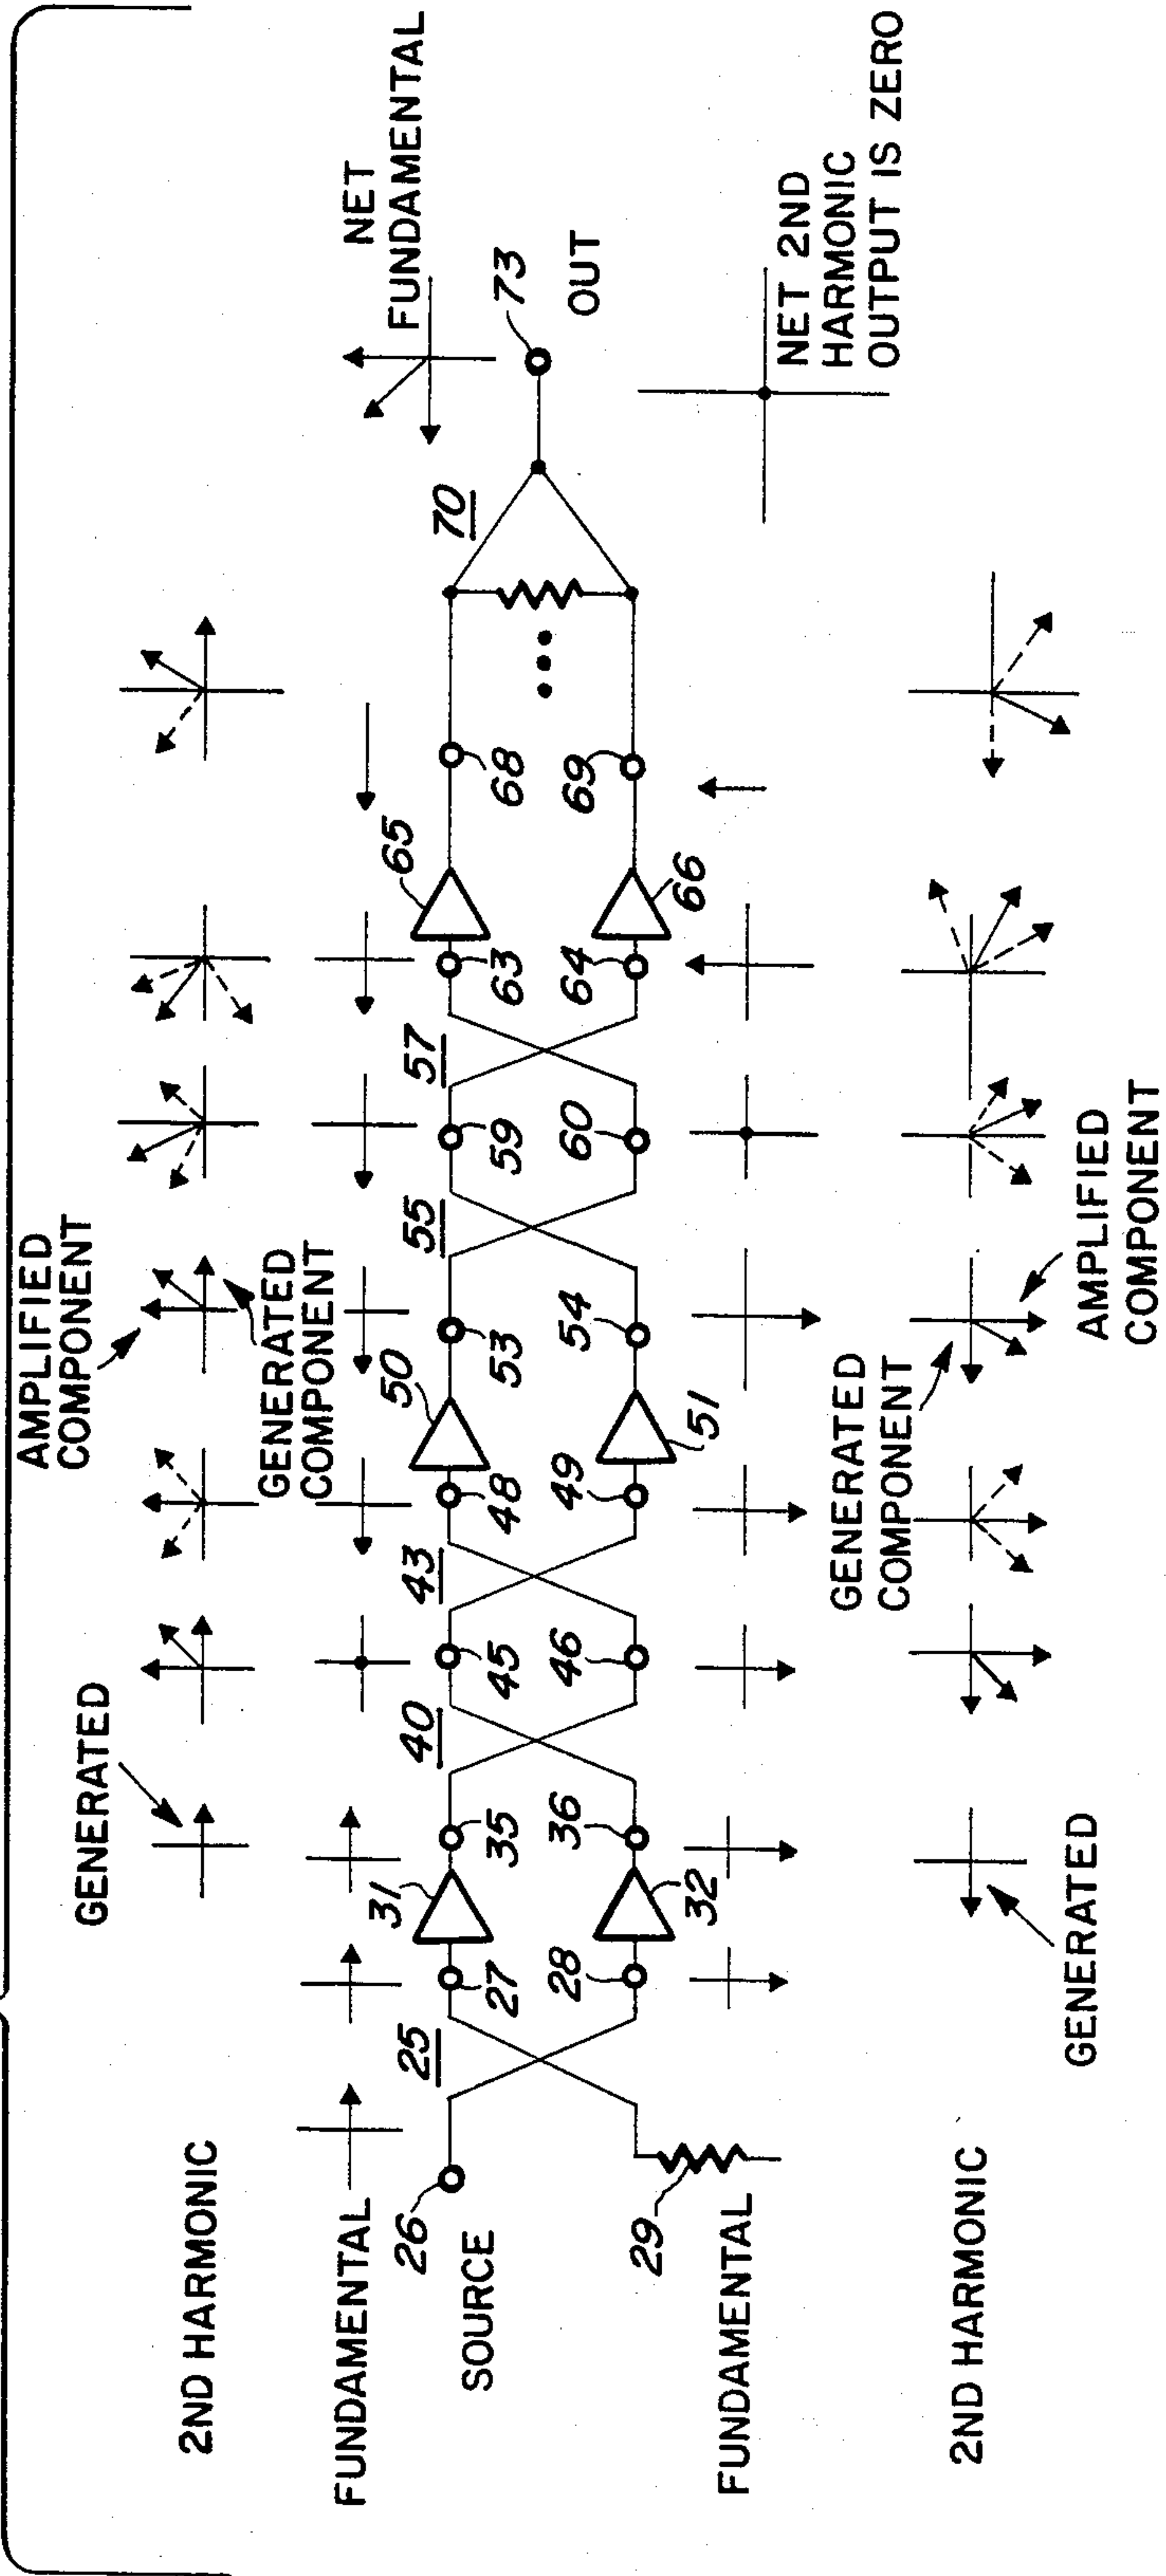 2ND HARMONIC
FUNDAMENTAL
SOURCE
FUNDAMENTAL
2ND HARMONIC
GENERATED
GENERATED
AMPLIFIED
COMPONENT
GENERATED
COMPONENT
GENERATED
COMPONENT
AMPLIFIED
COMPONENT
NET
FUNDAMENTAL
OUT
NET 2ND
HARMONIC
OUTPUT IS ZERO
26
29
25
27
28
31
32
35
36
40
45
46
43
48
49
50
51
53
54
55
59
60
57
63
64
65
66
68
69
70
73